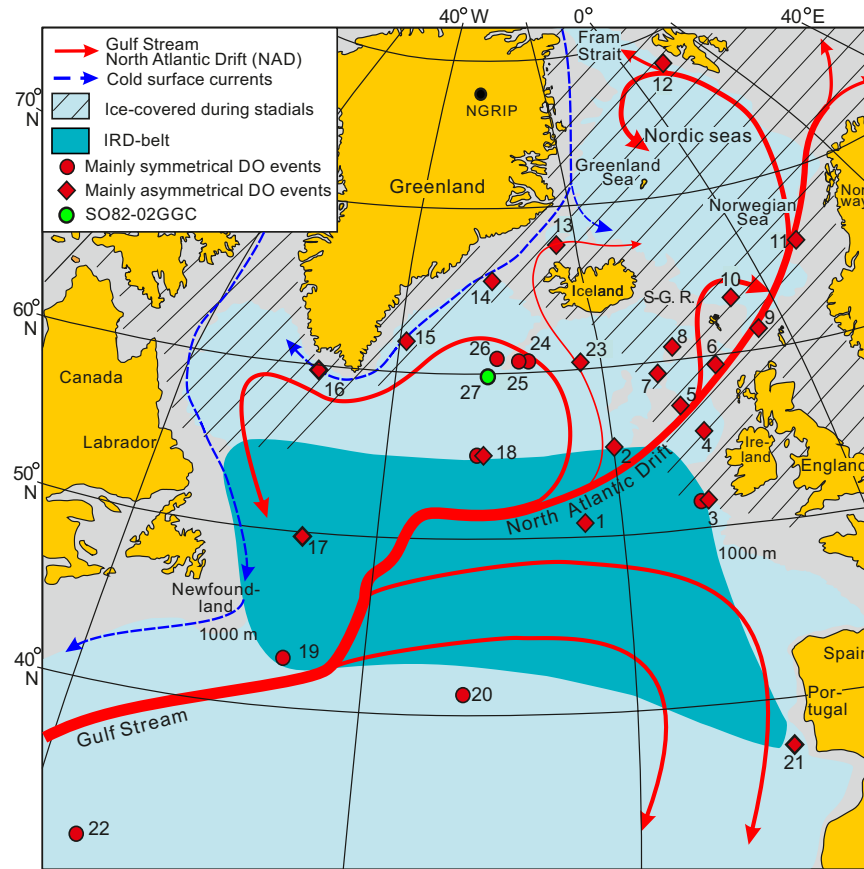 40°W
0°
40°E
70°
N
60°
N
50°
N
40°
N
Gulf Stream
North Atlantic Drift (NAD)
Cold surface currents
Ice-covered during stadials
IRD-belt
Mainly symmetrical DO events
Mainly asymmetrical DO events
SO82-02GGC
Fram
Strait
12
NGRIP
Nordic seas
Greenland
Sea
Greenland
Norwegian
Sea
Nor-
way
13
11
14
Iceland
S-G. R.
10
9
15
8
26
24
23
6
25
7
27
16
5
Canada
Labrador
4
Ire-
land
England
18
2
North Atlantic Drift
3
1
17
1000 m
Newfound-
land
1000 m
19
20
Spain
Por-
tugal
Gulf Stream
21
22